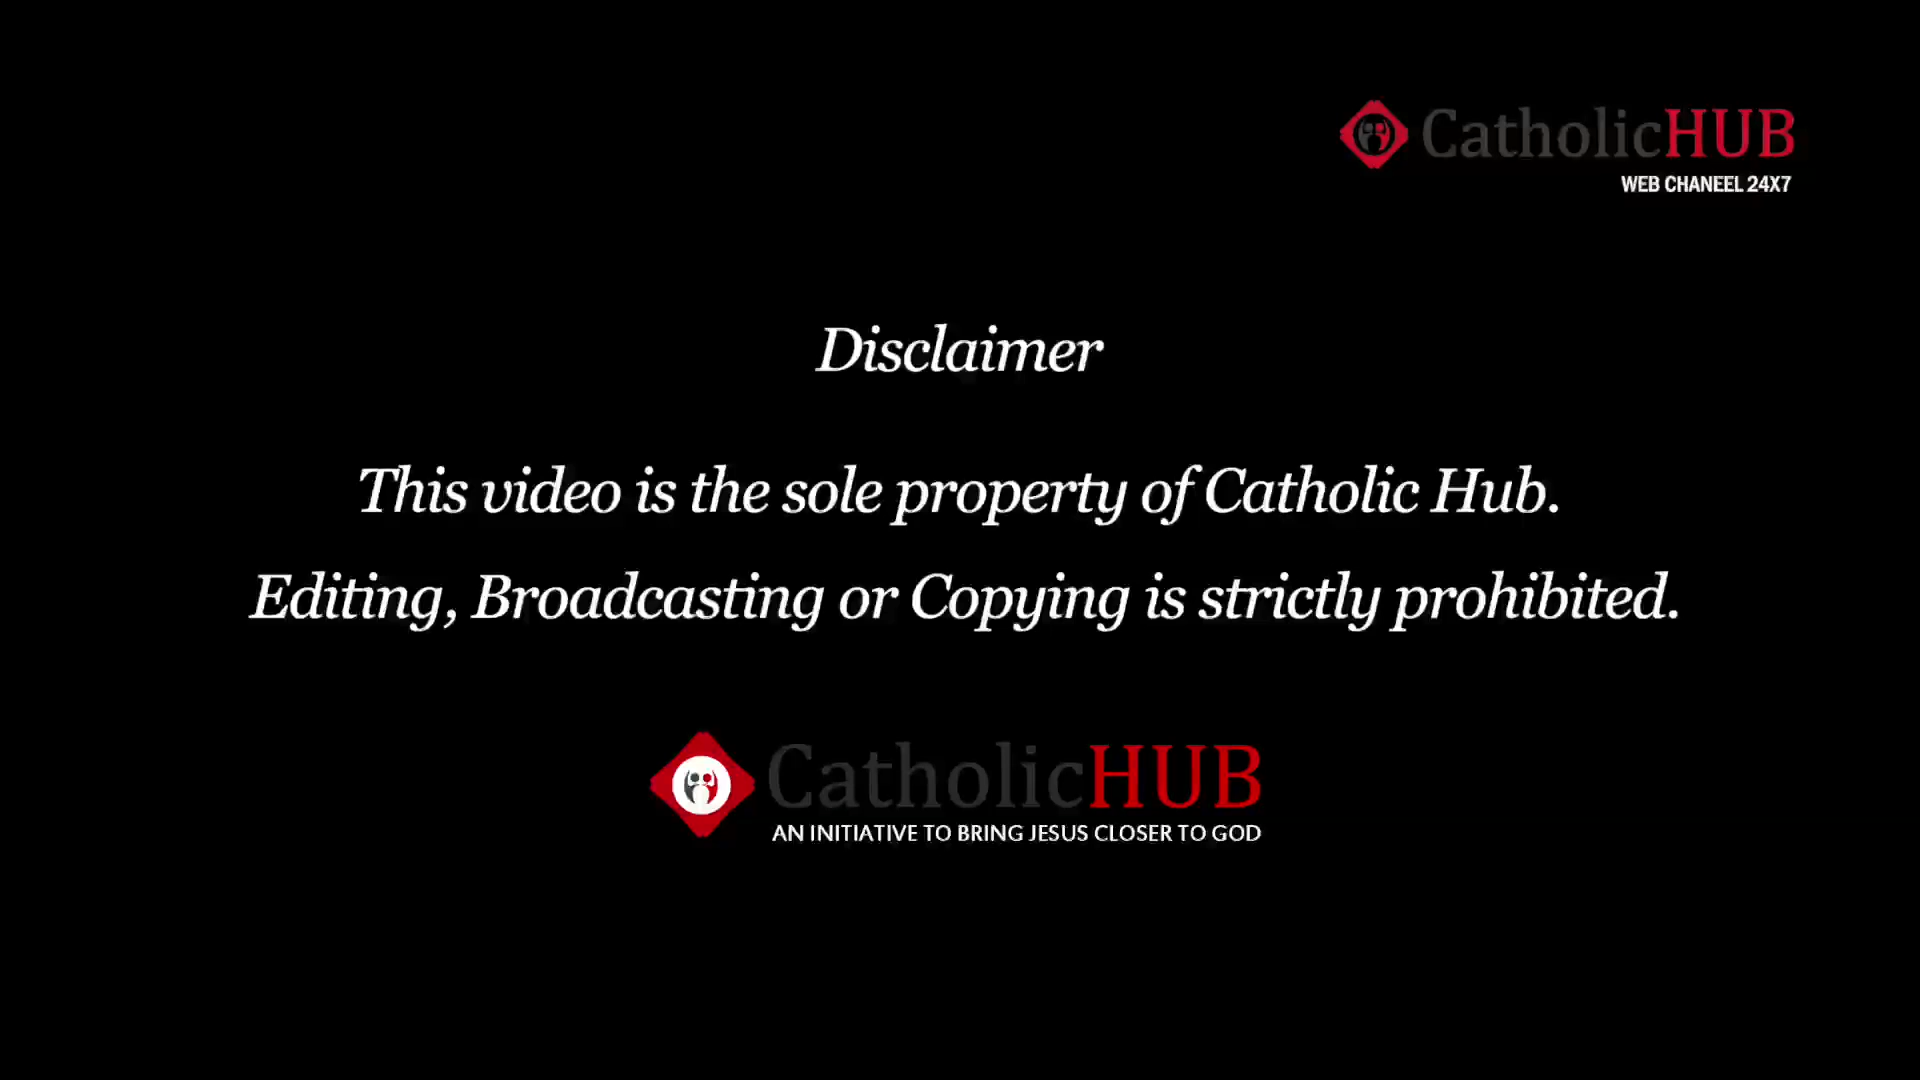 CatholicHUB
WEB CHANEEL 24X7
Disclaimer
This video is the sole property of Catholic Hub.
Editing, Broadcasting or Copying is strictly prohibited.
CatholicHUB
AN INITIATIVE TO BRING JESUS CLOSER TO GOD